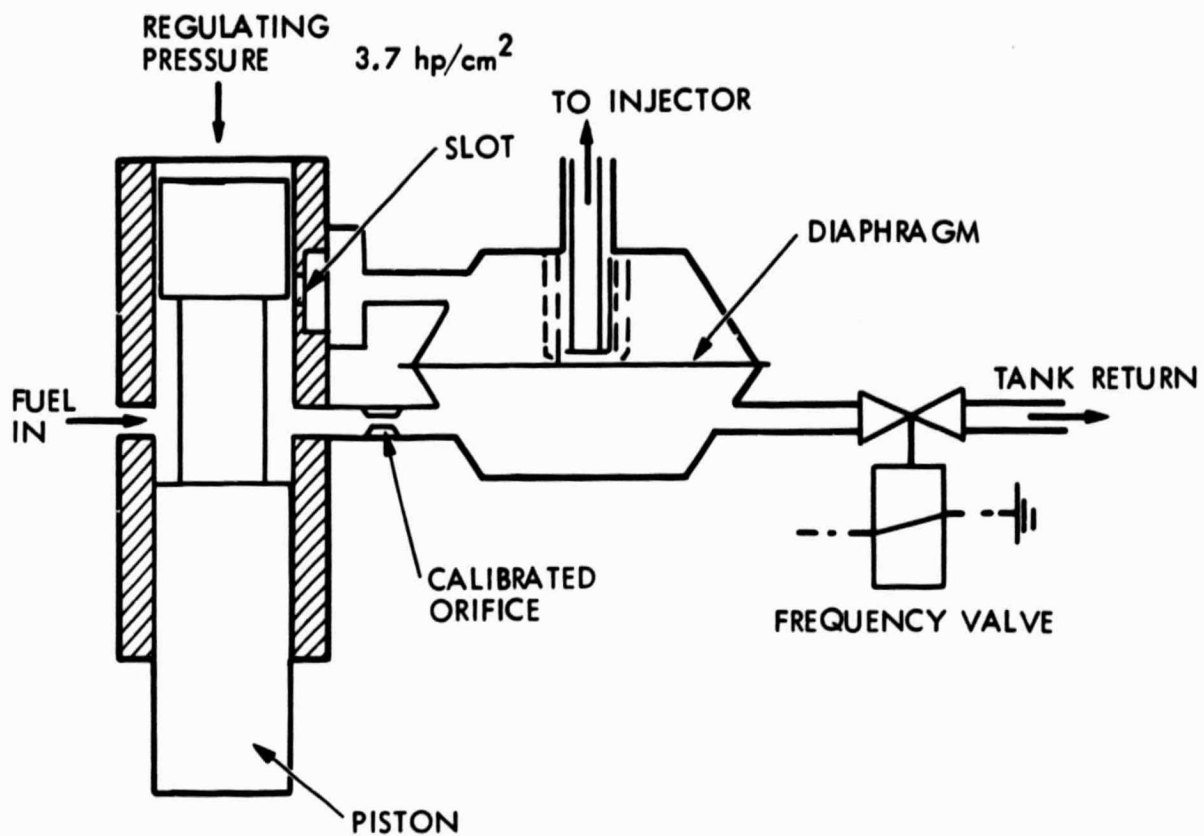 REGULATING
PRESSURE 3.7 hp/cm²
TO INJECTOR
SLOT
DIAPHRAGM
FUEL
IN
TANK RETURN
CALIBRATED
ORIFICE
FREQUENCY VALVE
PISTON